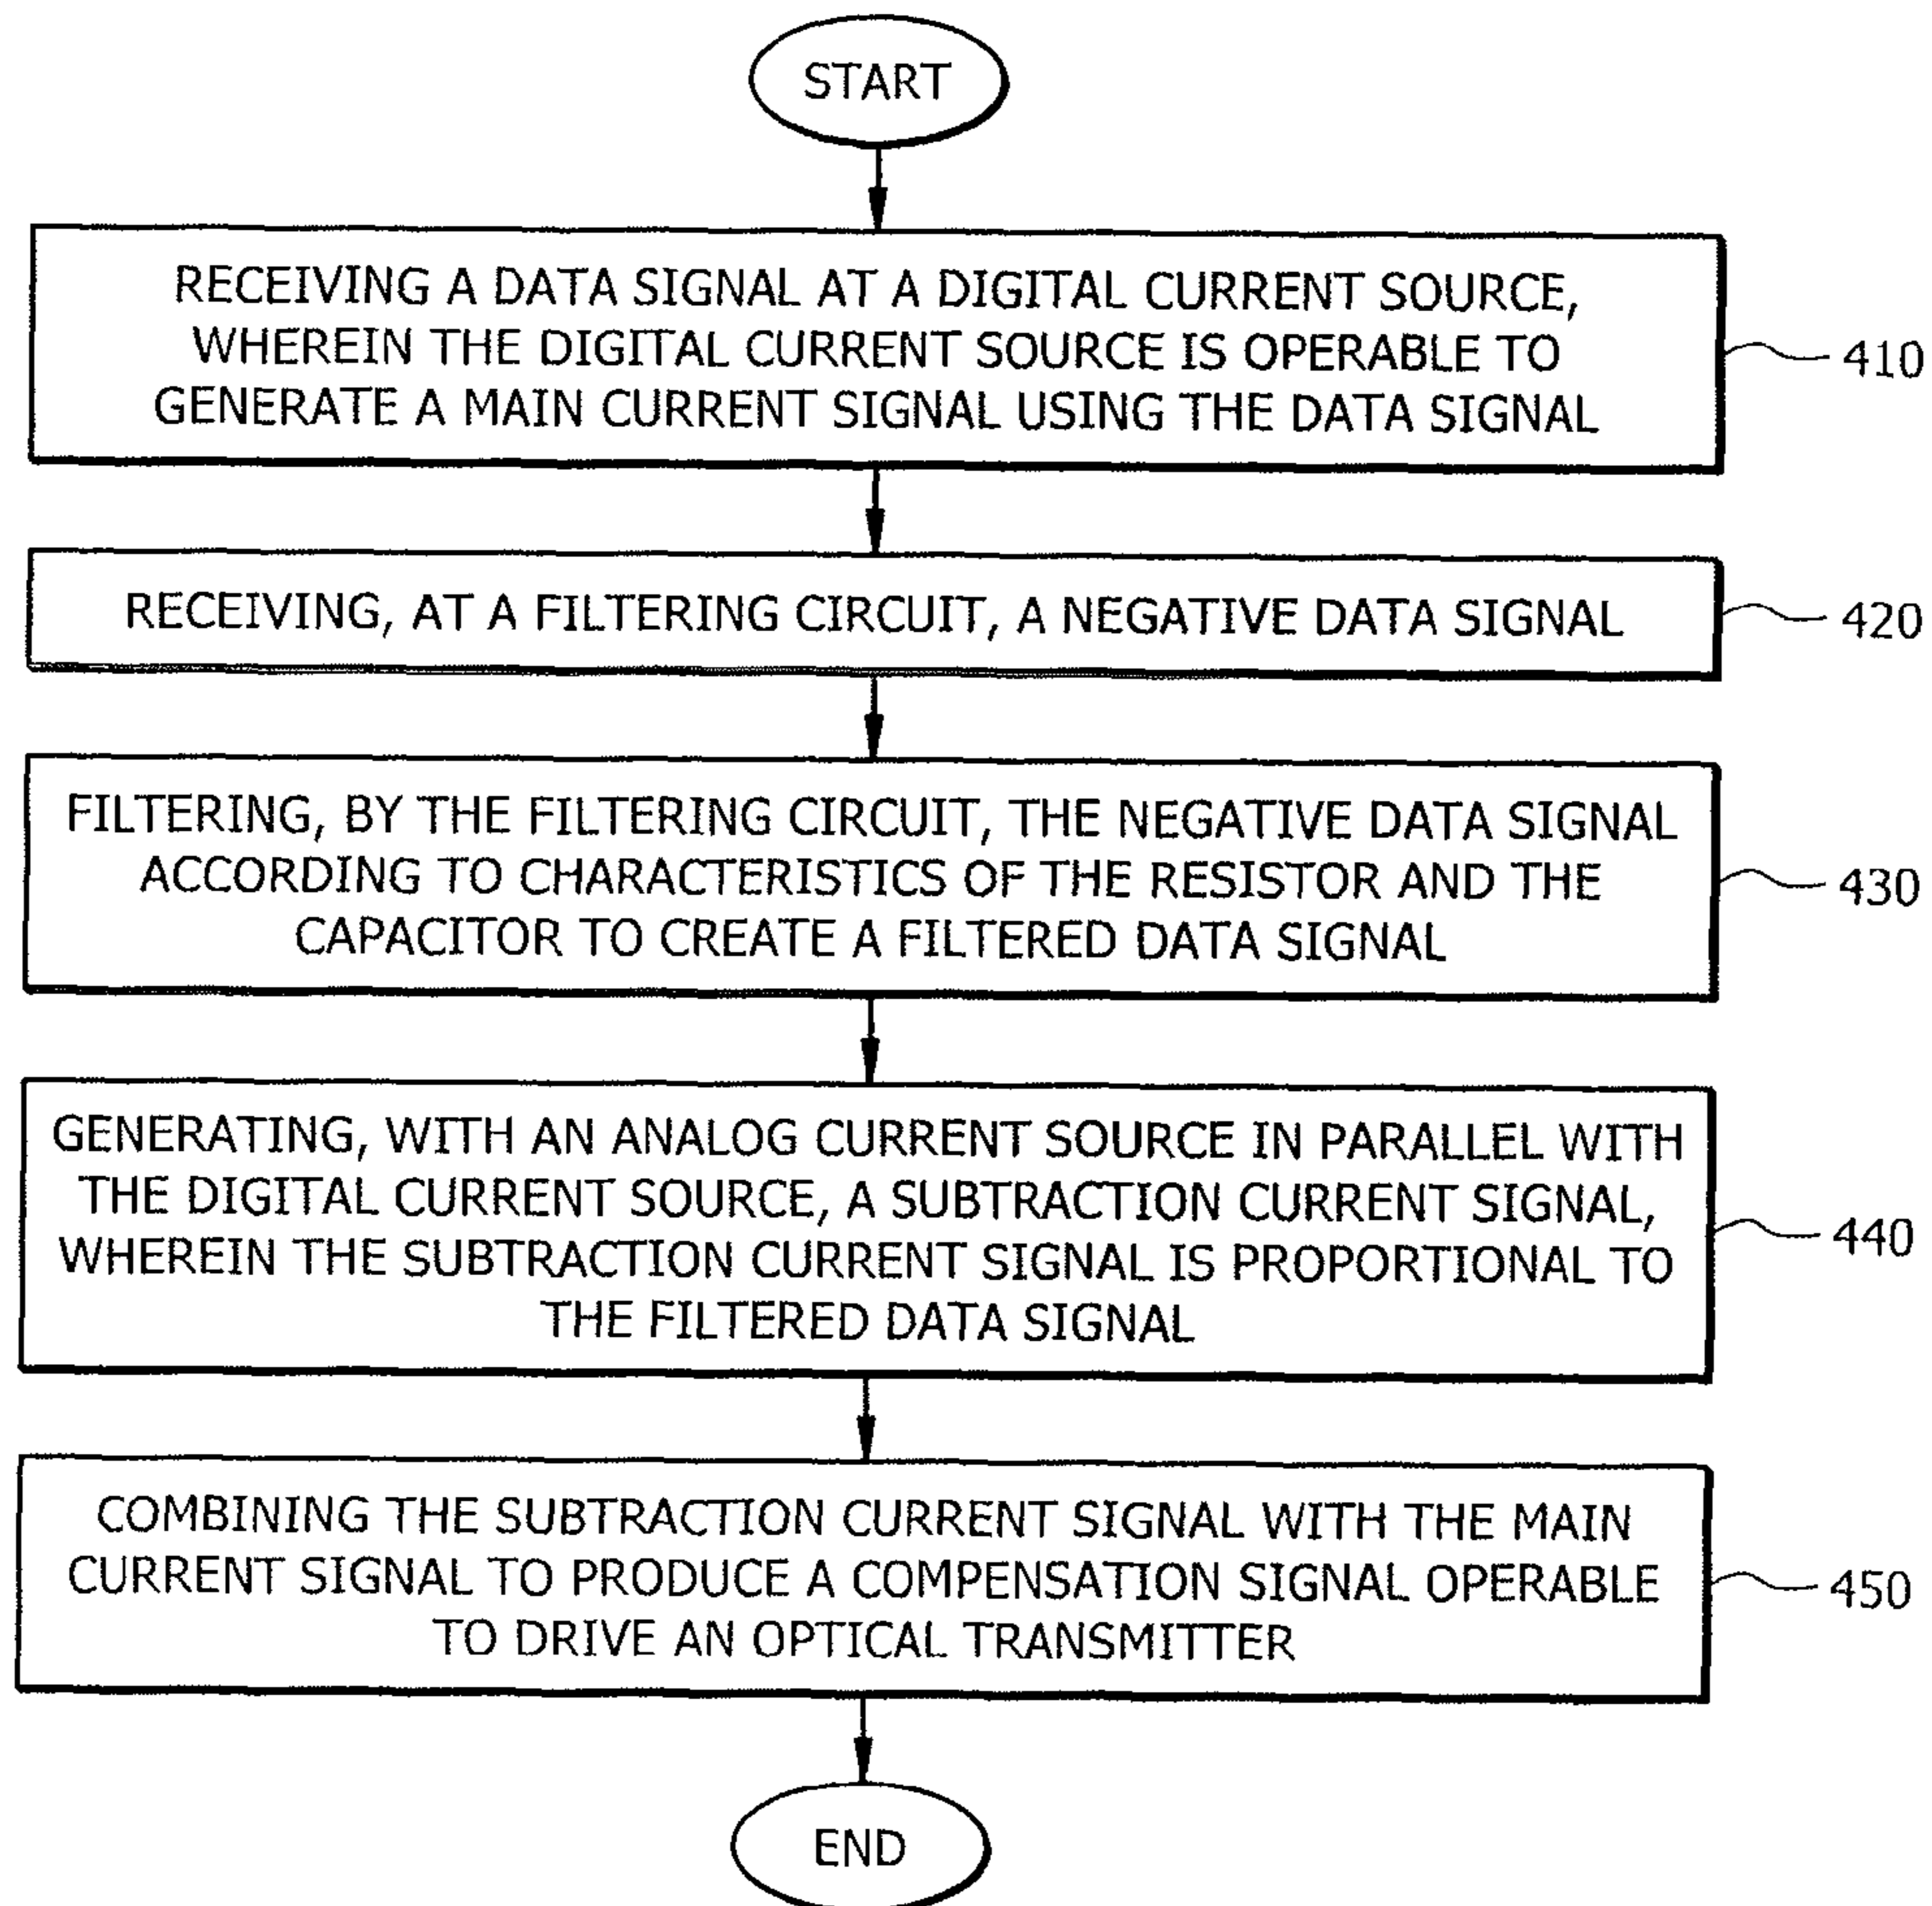 START
RECEIVING A DATA SIGNAL AT A DIGITAL CURRENT SOURCE,
WHEREIN THE DIGITAL CURRENT SOURCE IS OPERABLE TO
GENERATE A MAIN CURRENT SIGNAL USING THE DATA SIGNAL
410
RECEIVING, AT A FILTERING CIRCUIT, A NEGATIVE DATA SIGNAL
420
FILTERING, BY THE FILTERING CIRCUIT, THE NEGATIVE DATA SIGNAL
ACCORDING TO CHARACTERISTICS OF THE RESISTOR AND THE
CAPACITOR TO CREATE A FILTERED DATA SIGNAL
430
GENERATING, WITH AN ANALOG CURRENT SOURCE IN PARALLEL WITH
THE DIGITAL CURRENT SOURCE, A SUBTRACTION CURRENT SIGNAL,
WHEREIN THE SUBTRACTION CURRENT SIGNAL IS PROPORTIONAL TO
THE FILTERED DATA SIGNAL
440
COMBINING THE SUBTRACTION CURRENT SIGNAL WITH THE MAIN
CURRENT SIGNAL TO PRODUCE A COMPENSATION SIGNAL OPERABLE
TO DRIVE AN OPTICAL TRANSMITTER
450
END